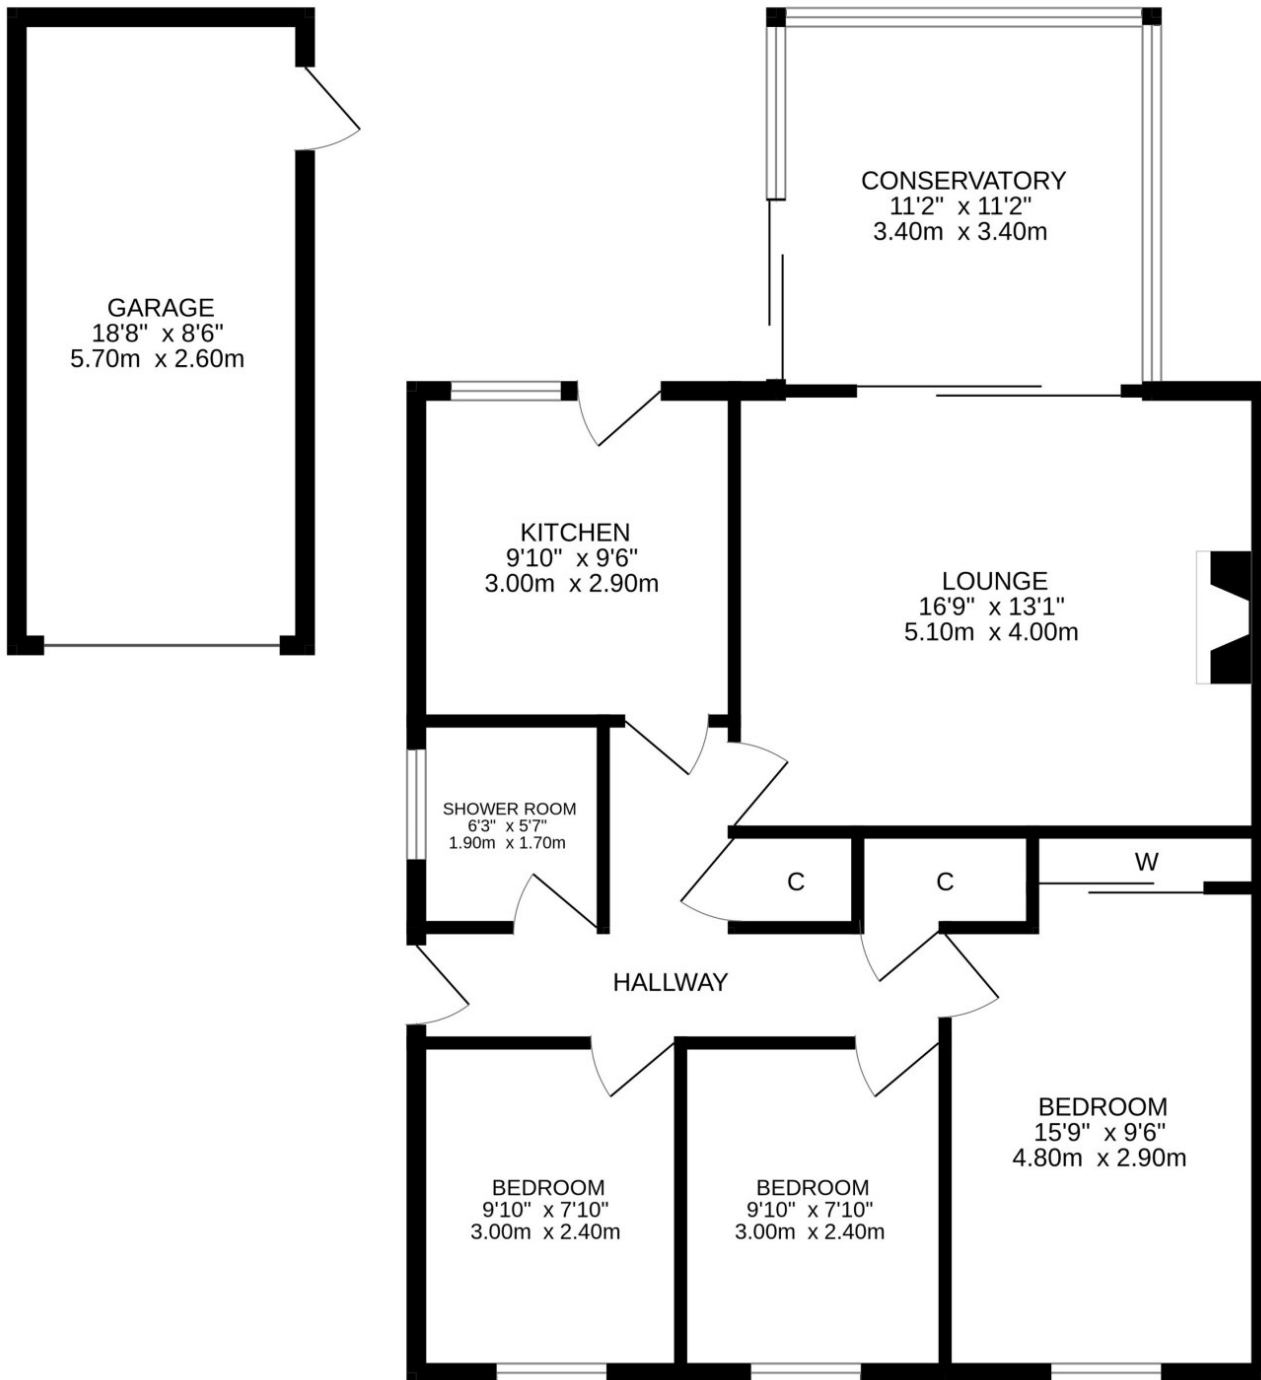 CONSERVATORY
11'2" x 11'2"
3.40m x 3.40m
GARAGE
18'8" x 8'6"
5.70m x 2.60m
KITCHEN
9'10" x 9'6"
3.00m x 2.90m
LOUNGE
16'9" x 13'1"
5.10m x 4.00m
SHOWER ROOM
6'3" x 5'7"
1.90m x 1.70m
C
C
W
HALLWAY
BEDROOM
9'10" x 7'10"
3.00m x 2.40m
BEDROOM
9'10" x 7'10"
3.00m x 2.40m
BEDROOM
15'9" x 9'6"
4.80m x 2.90m